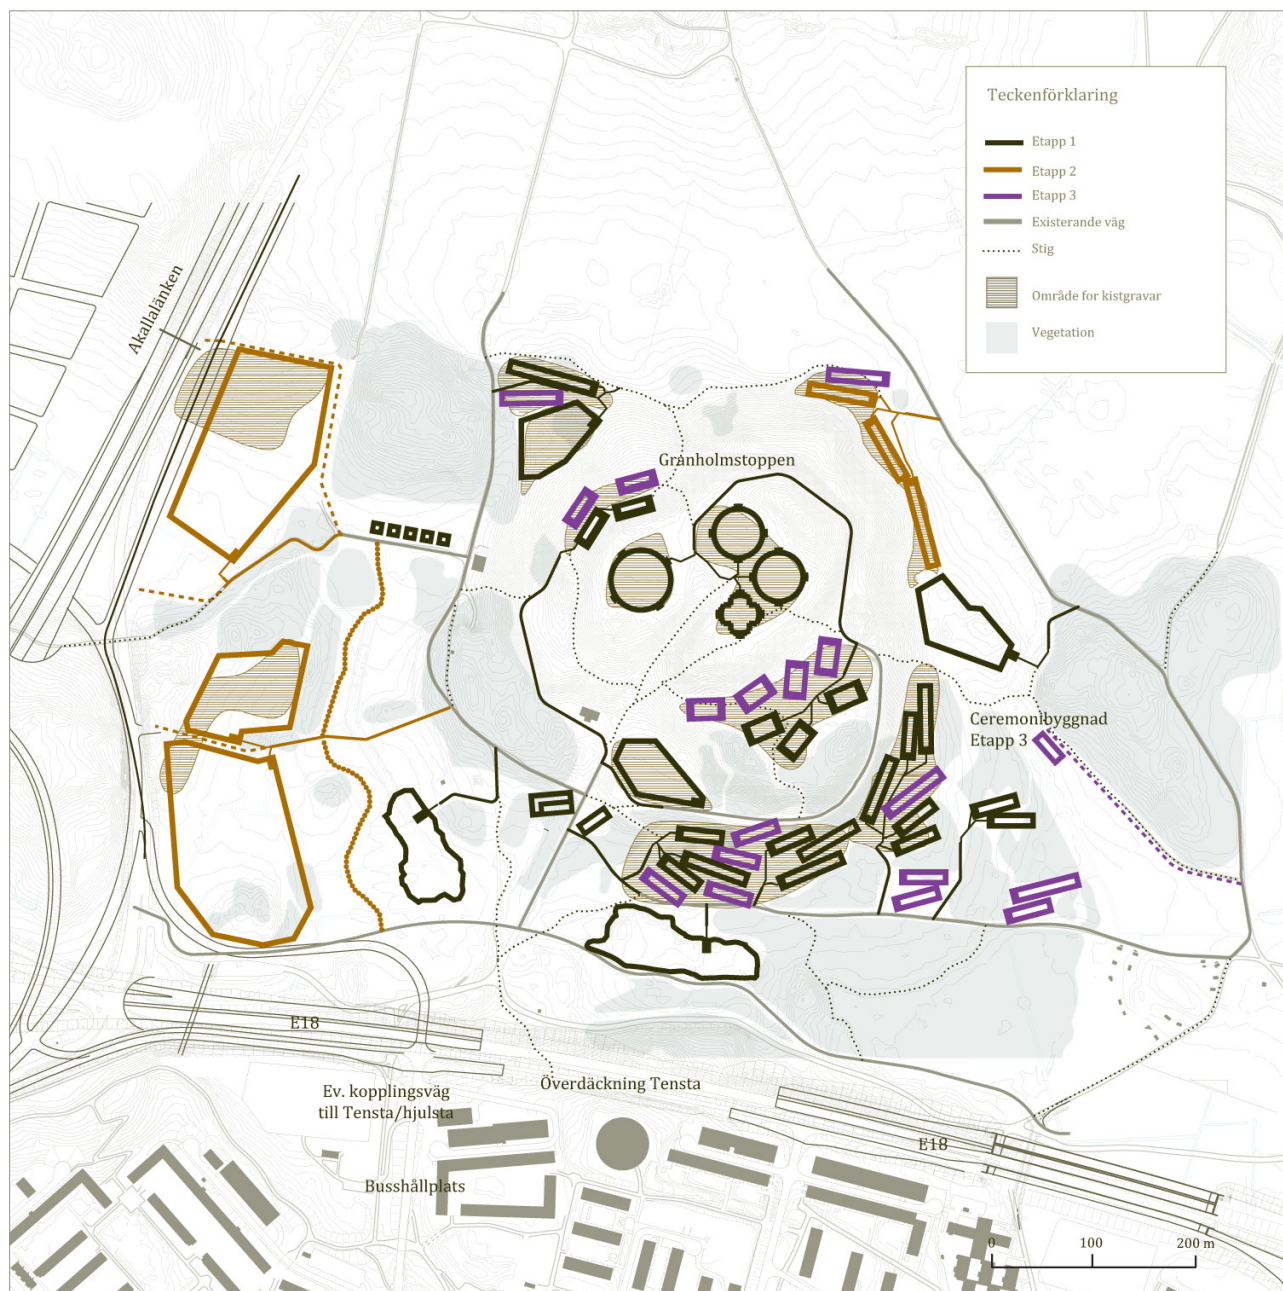 Teckenförklaring
Etapp 1
Etapp 2
Etapp 3
Existerande väg
Stig
Område for kistgravar
Vegetation
Akallalänken
Granholmstoppen
Ceremonibyggnad
Etapp 3
E18
Överdäckning Tensta
Ev. kopplingsväg
till Tensta/hjulsta
E18
Busshållplats
0
100
200 m